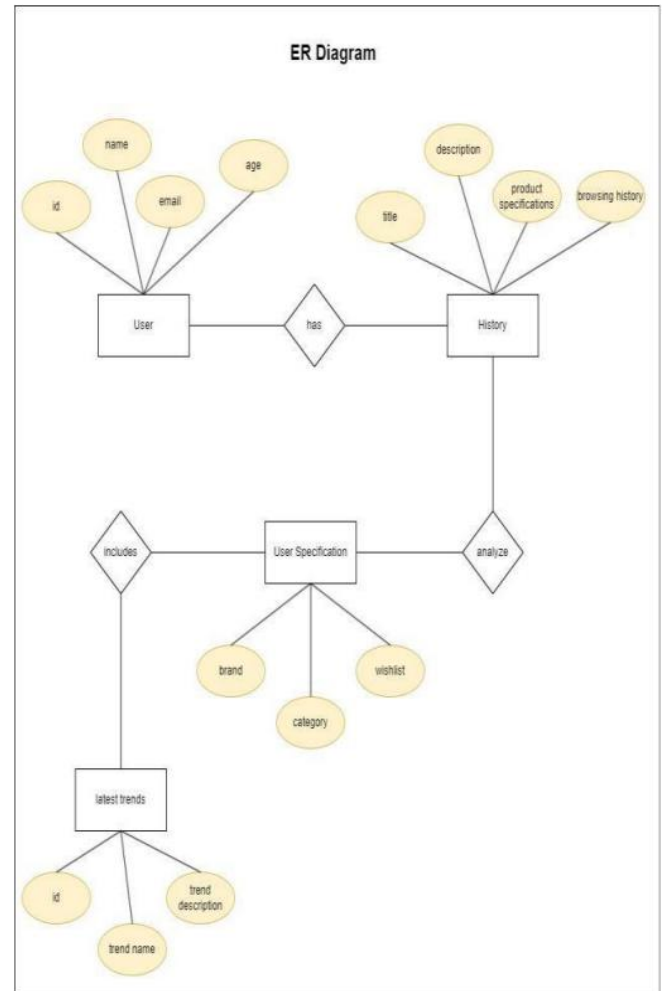 ER Diagram
name
age
id
email
description
product
specifications
browsing history
title
User
has
History
includes
User Specification
analyze
brand
wishlist
category
latest trends
id
trend
description
trend name